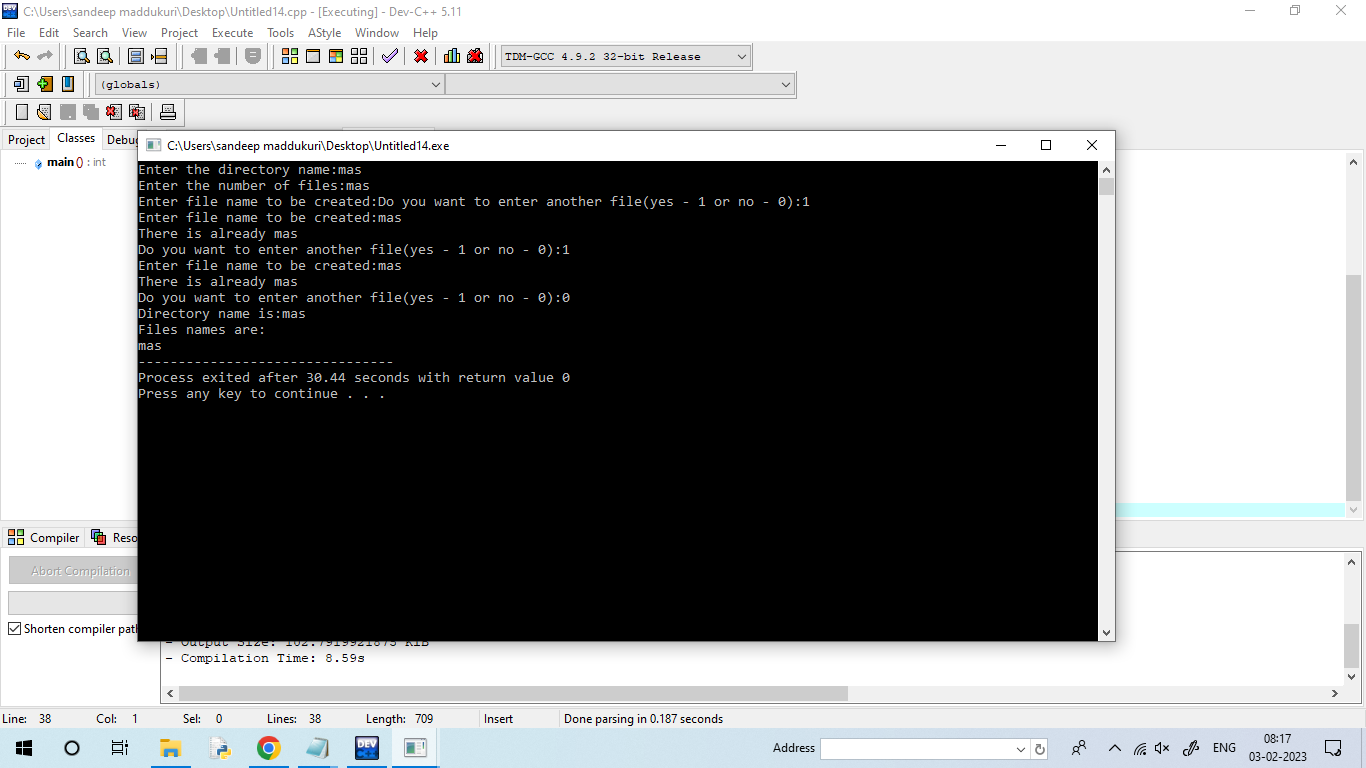 C:\Users\sandeep maddukuri\Desktop\Untitled14.cpp - [Executing] - Dev-C++ 5.11
File Edit Search View Project Execute Tools AStyle Window Help
TDM-GCC 4.9.2 32-bit Release
(globals)
Project Classes Debug
main () : int
C:\Users\sandeep maddukuri\Desktop\Untitled14.exe
Enter the directory name:mas
Enter the number of files:mas
Enter file name to be created:Do you want to enter another file(yes - 1 or no - 0):1
Enter file name to be created:mas
There is already mas
Do you want to enter another file(yes - 1 or no - 0):1
Enter file name to be created:mas
There is already mas
Do you want to enter another file(yes - 1 or no - 0):0
Directory name is:mas
Files names are:
mas
--------------------------------
Process exited after 30.44 seconds with return value 0
Press any key to continue . . .
Compiler Reso
Abort Compilation
Shorten compiler path
- Output Size: 102.7919921875 KiB
- Compilation Time: 8.59s
Line: 38 Col: 1 Sel: 0 Lines: 38 Length: 709 Insert Done parsing in 0.187 seconds
DEV
Address
ENG
08:17
03-02-2023